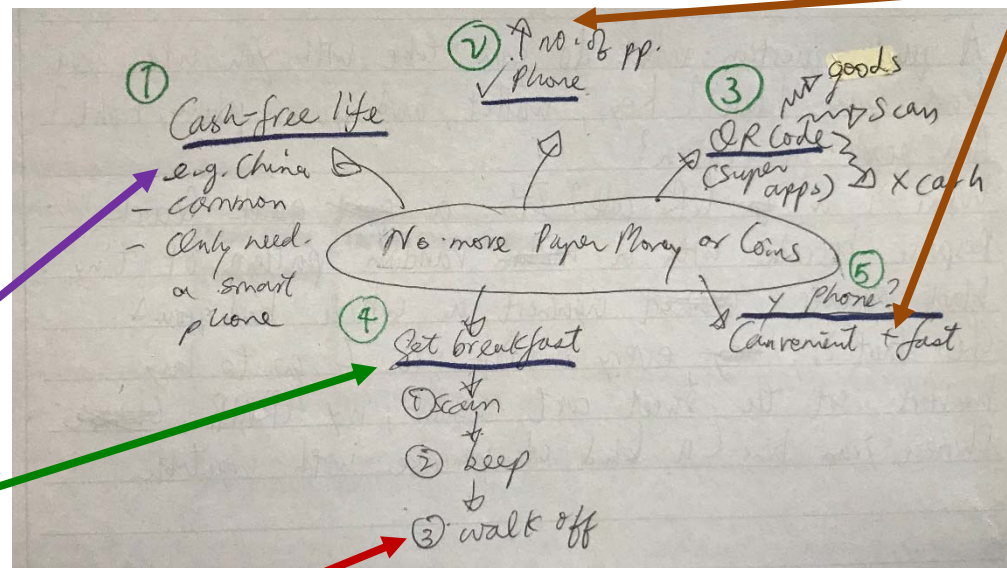 ①
Cash-free life
e.g. China
- common
- Only need
a smart
phone
②
↑ no. of pp.
✓ Phone
③
QR Code
(super
apps)
goods
scan
X cash
No more Paper Money or Coins
④
Get breakfast
① scan
② keep
③ walk off
⑤
y phone?
Convenient + fast